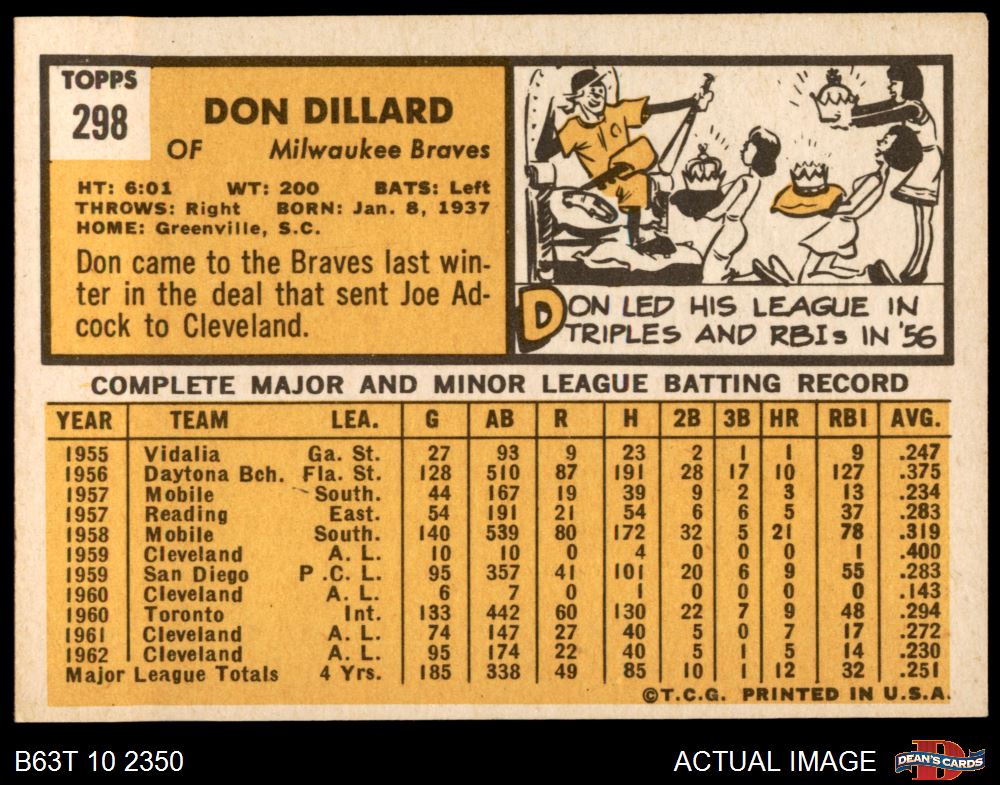 TOPPS
298
DON DILLARD
OF Milwaukee Braves
HT: 6:01 WT: 200 BATS: Left
THROWS: Right BORN: Jan. 8, 1937
HOME: Greenville, S.C.
Don came to the Braves last win-
ter in the deal that sent Joe Ad-
cock to Cleveland.
DON LED HIS LEAGUE IN
TRIPLES AND RBIs IN '56
COMPLETE MAJOR AND MINOR LEAGUE BATTING RECORD
YEAR TEAM LEA. G AB R H 2B 3B HR RBI AVG.
1955 Vidalia Ga. St. 27 93 9 23 2 1 1 9 .247
1956 Daytona Bch. Fla. St. 128 510 87 191 28 17 10 127 .375
1957 Mobile South. 44 167 19 39 9 2 3 13 .234
1957 Reading East. 54 191 21 54 6 6 5 37 .283
1958 Mobile South. 140 539 80 172 32 5 21 78 .319
1959 Cleveland A. L. 10 10 0 4 0 0 0 1 .400
1959 San Diego P .C. L. 95 357 41 101 20 6 9 55 .283
1960 Cleveland A. L. 6 7 0 1 0 0 0 0 .143
1960 Toronto Int. 133 442 60 130 22 7 9 48 .294
1961 Cleveland A. L. 74 147 27 40 5 0 7 17 .272
1962 Cleveland A. L. 95 174 22 40 5 1 5 14 .230
Major League Totals 4 Yrs. 185 338 49 85 10 1 12 32 .251
©T.C.G. PRINTED IN U.S.A.
B63T 10 2350 ACTUAL IMAGE DEAN'S CARDS